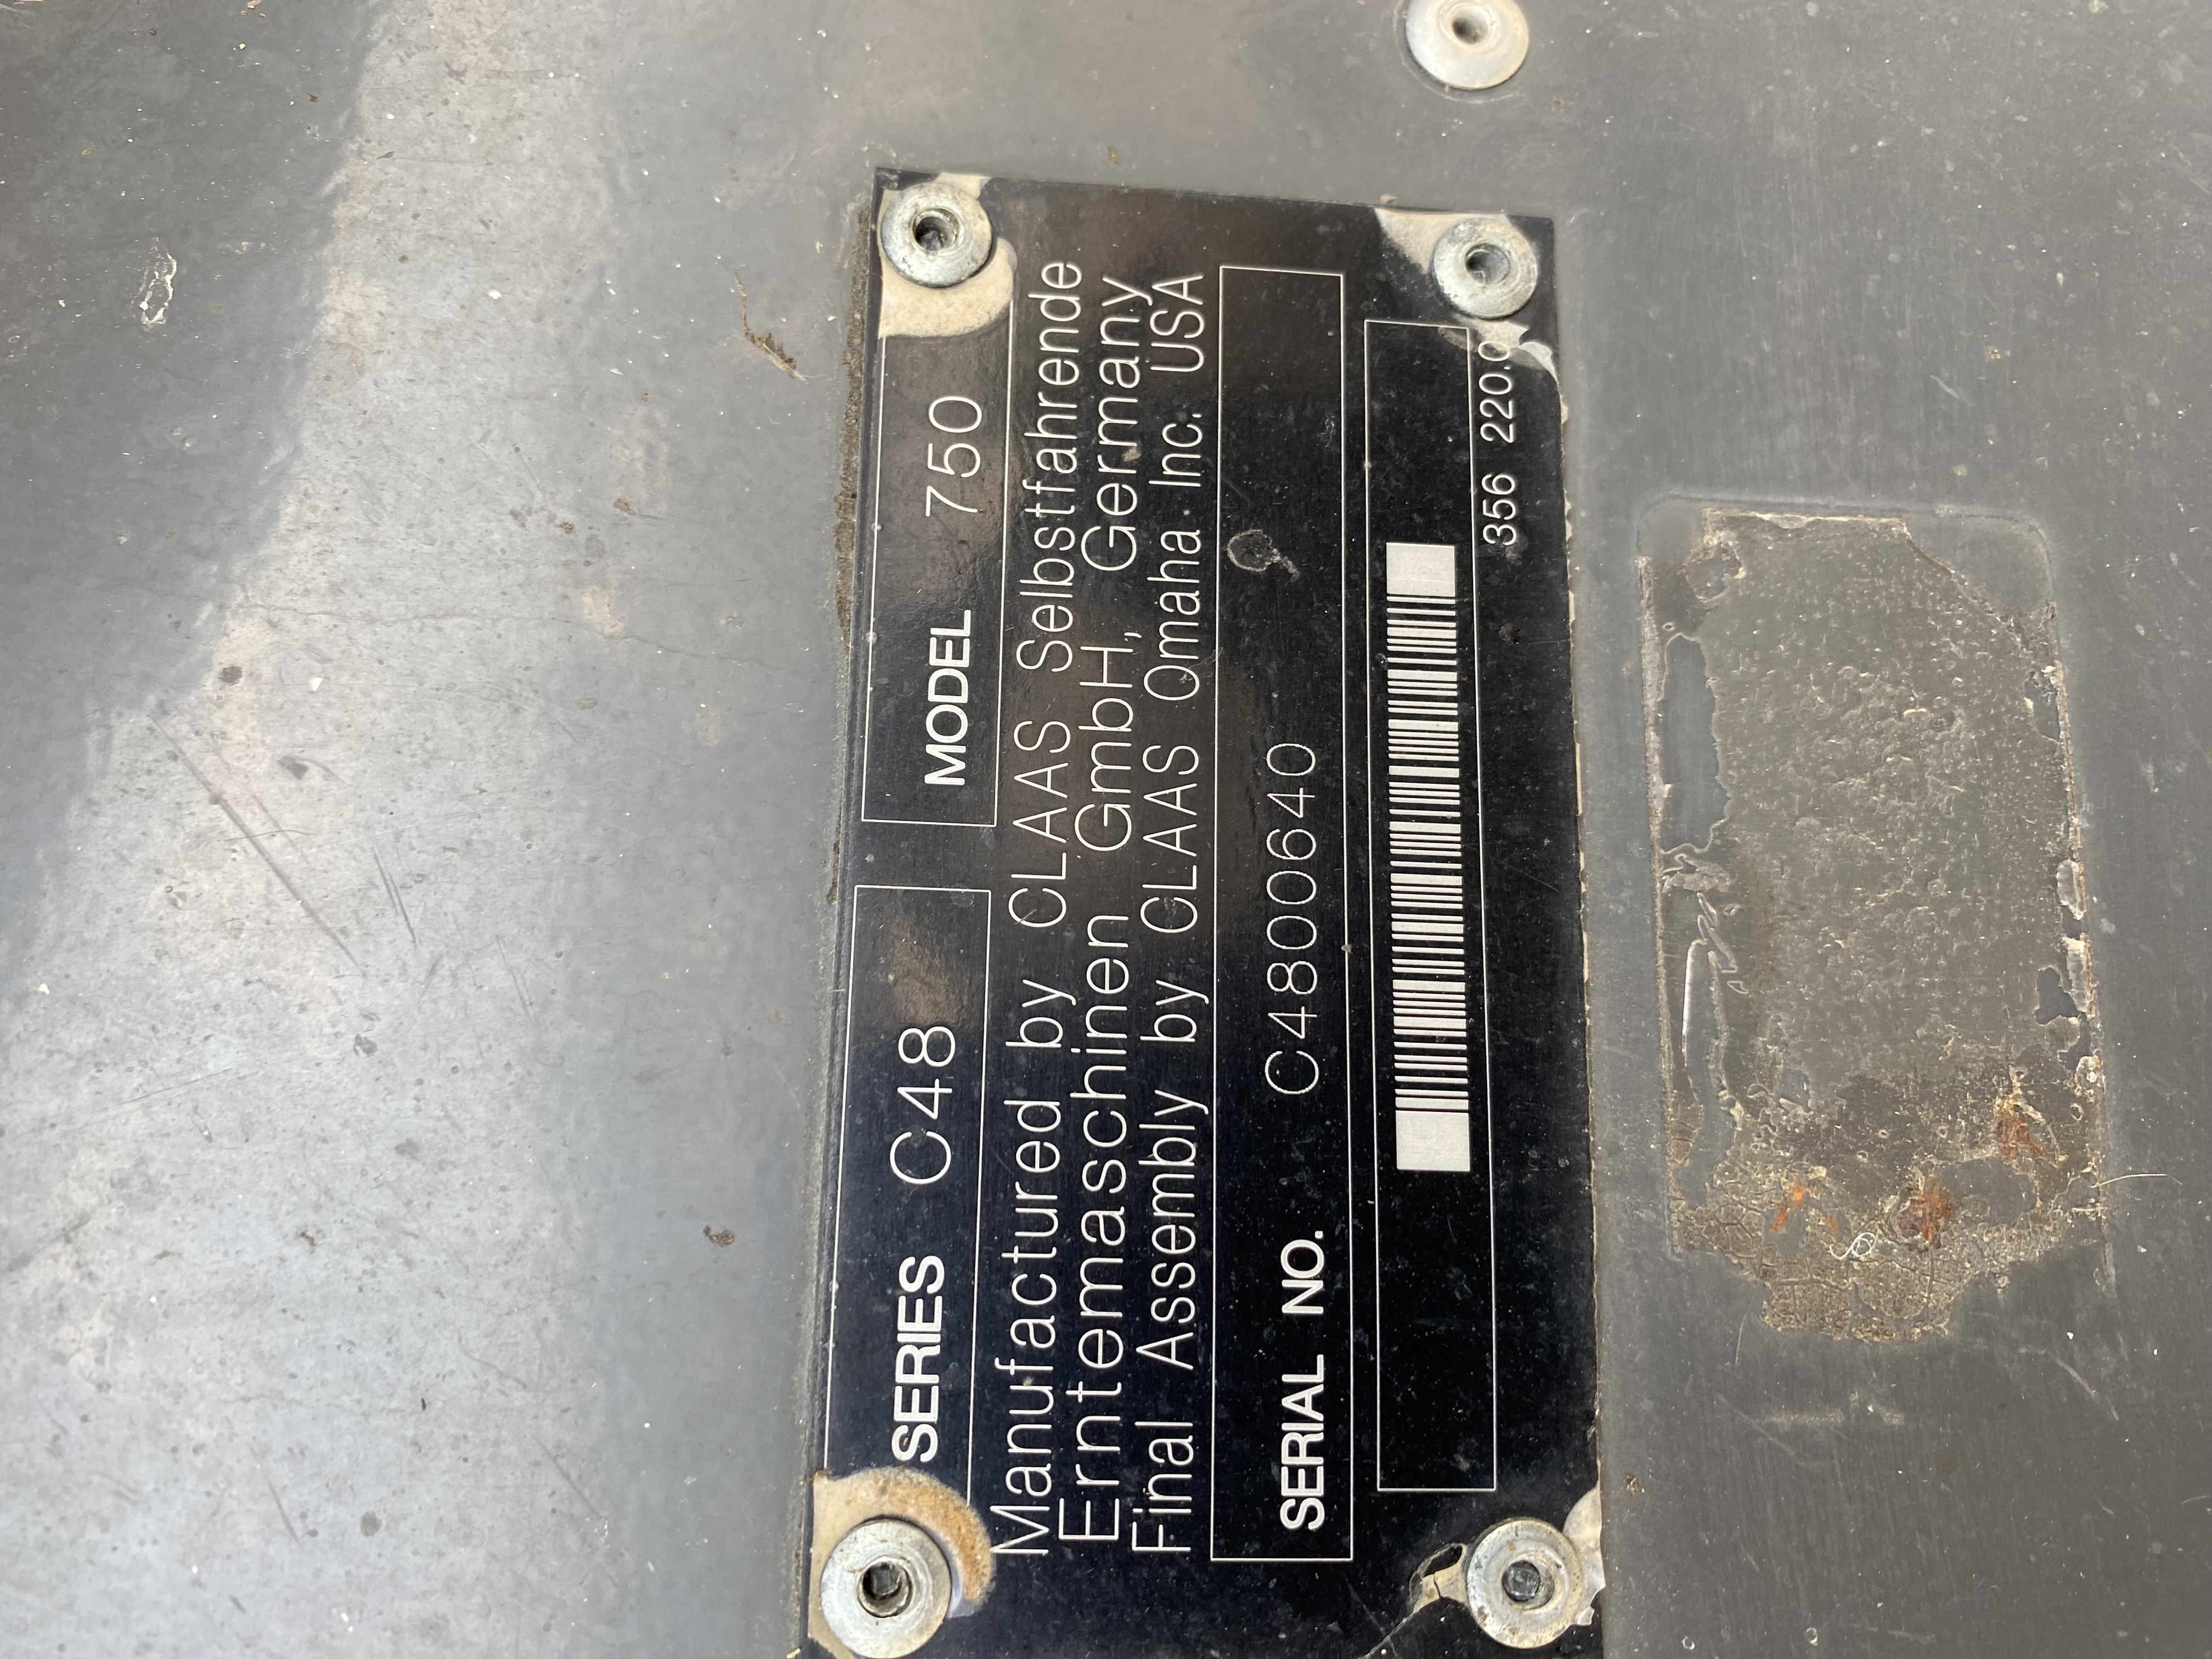 SERIES C48 MODEL 750
Manufactured by CLAAS Selbstfahrende
Erntemaschinen GmbH, Germany
Final Assembly by CLAAS Omaha Inc. USA
SERIAL NO. C4800640
356 220.0